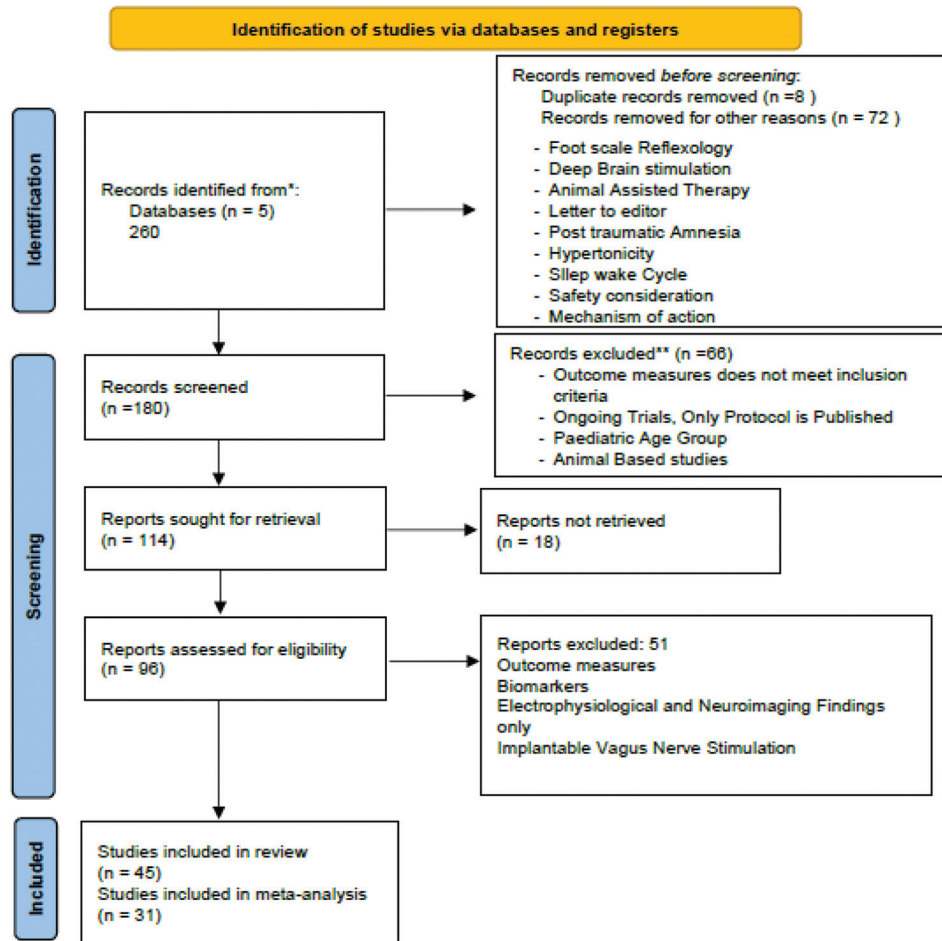 Identification of studies via databases and registers
Identification
Records identified from*:
Databases (n = 5)
260
Records removed before screening:
Duplicate records removed (n =8 )
Records removed for other reasons (n = 72 )
- Foot scale Reflexology
- Deep Brain stimulation
- Animal Assisted Therapy
- Letter to editor
- Post traumatic Amnesia
- Hypertonicity
- Sllep wake Cycle
- Safety consideration
- Mechanism of action
Screening
Records screened
(n =180)
Records excluded** (n =66)
- Outcome measures does not meet inclusion
criteria
- Ongoing Trials, Only Protocol is Published
- Paediatric Age Group
- Animal Based studies
Reports sought for retrieval
(n = 114)
Reports not retrieved
(n = 18)
Reports assessed for eligibility
(n = 96)
Reports excluded: 51
Outcome measures
Biomarkers
Electrophysiological and Neuroimaging Findings
only
Implantable Vagus Nerve Stimulation
Included
Studies included in review
(n = 45)
Studies included in meta-analysis
(n = 31)